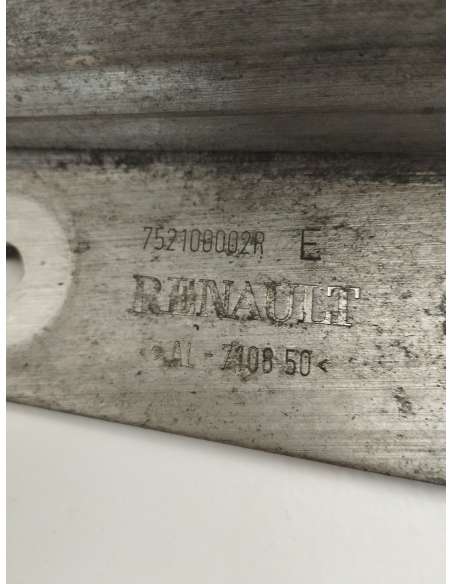 752100002R E
RENAULT
>AL - 7108 50<